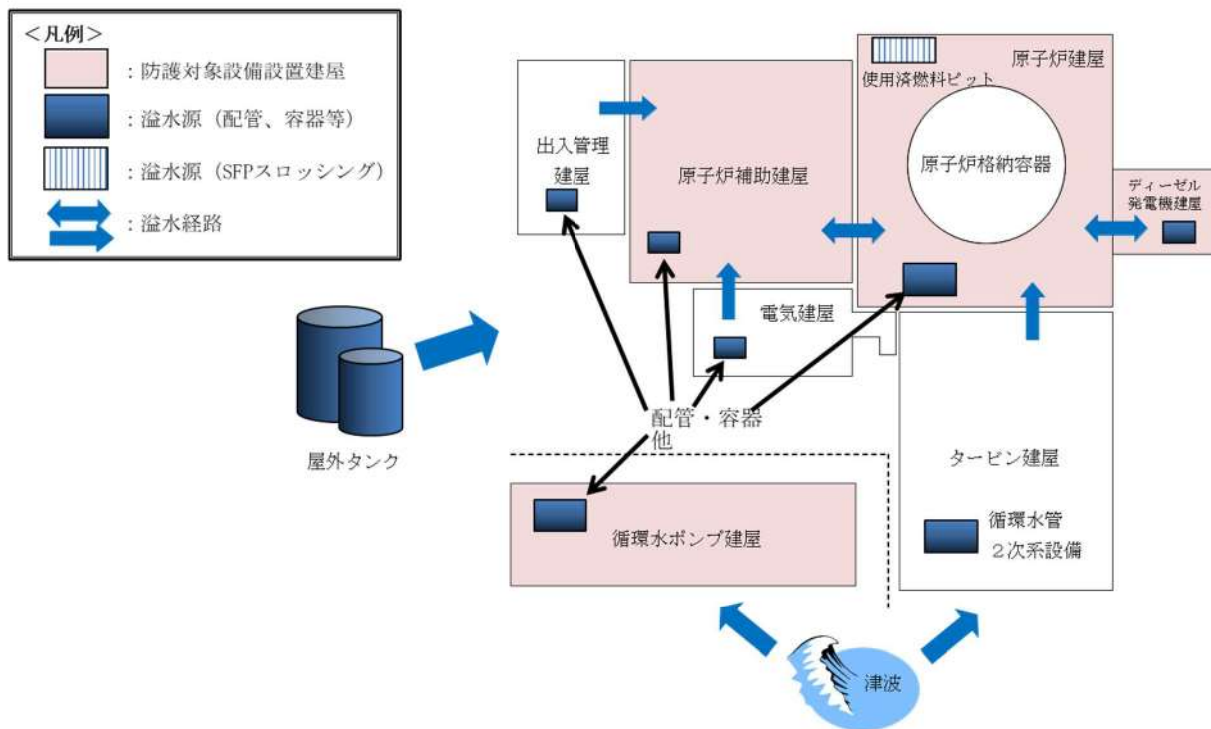 ＜凡例＞
：防護対象設備設置建屋
：溢水源（配管、容器等）
：溢水源（SFPスロッシング）
：溢水経路
原子炉建屋
使用済燃料ピット
出入管理
建屋
原子炉補助建屋
原子炉格納容器
ディーゼル
発電機建屋
電気建屋
配管・容器
他
屋外タンク
タービン建屋
循環水管
２次系設備
循環水ポンプ建屋
津波